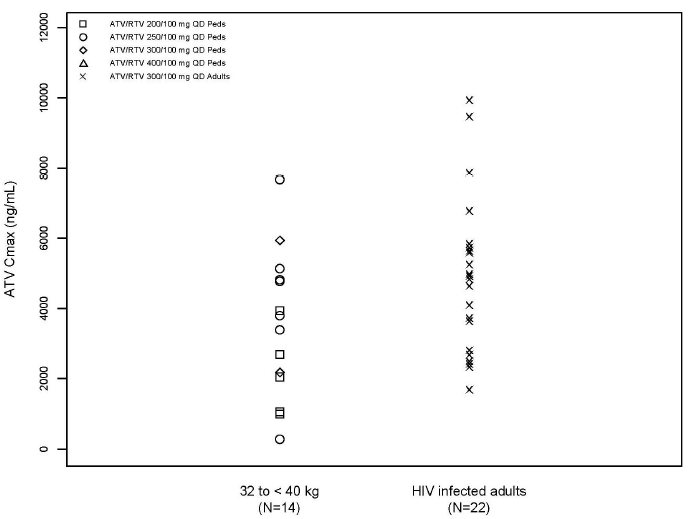 ATV/RTV 200/100 mg QD Peds
ATV/RTV 250/100 mg QD Peds
ATV/RTV 300/100 mg QD Peds
ATV/RTV 400/100 mg QD Peds
ATV/RTV 300/100 mg QD Adults
ATV Cmax (ng/mL)
12000
10000
8000
6000
4000
2000
0
32 to < 40 kg
(N=14)
HIV infected adults
(N=22)